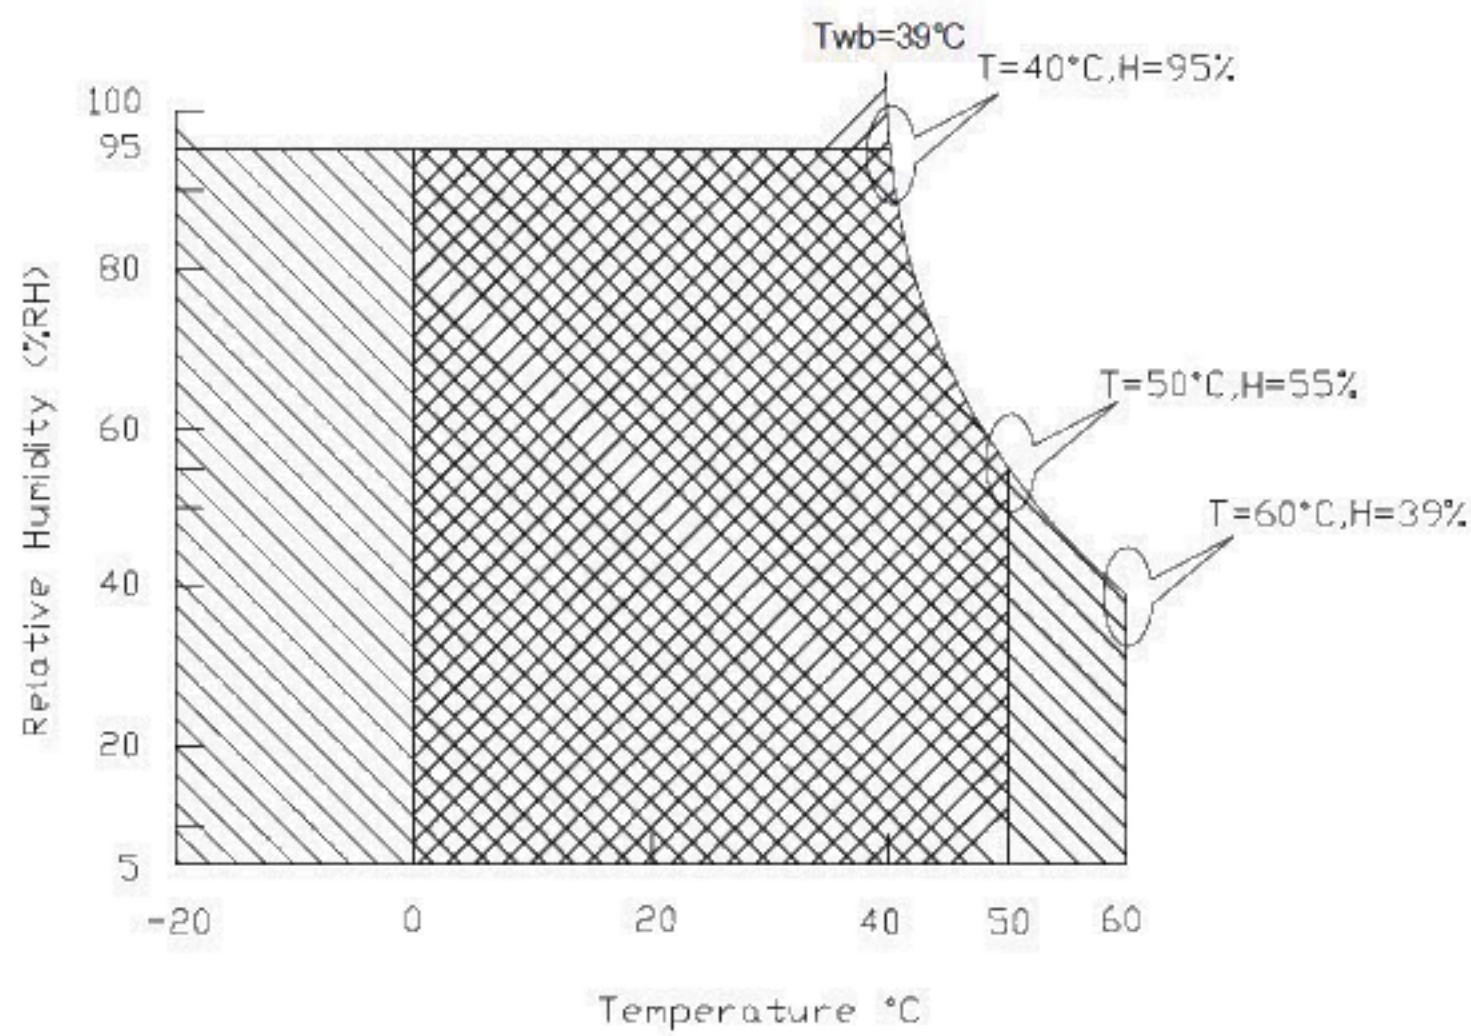 Twb=39°C
T=40°C,H=95%
100
95
80
60
40
20
5
Relative Humidity (%RH)
T=50°C,H=55%
T=60°C,H=39%
-20 0 20 40 50 60
Temperature °C